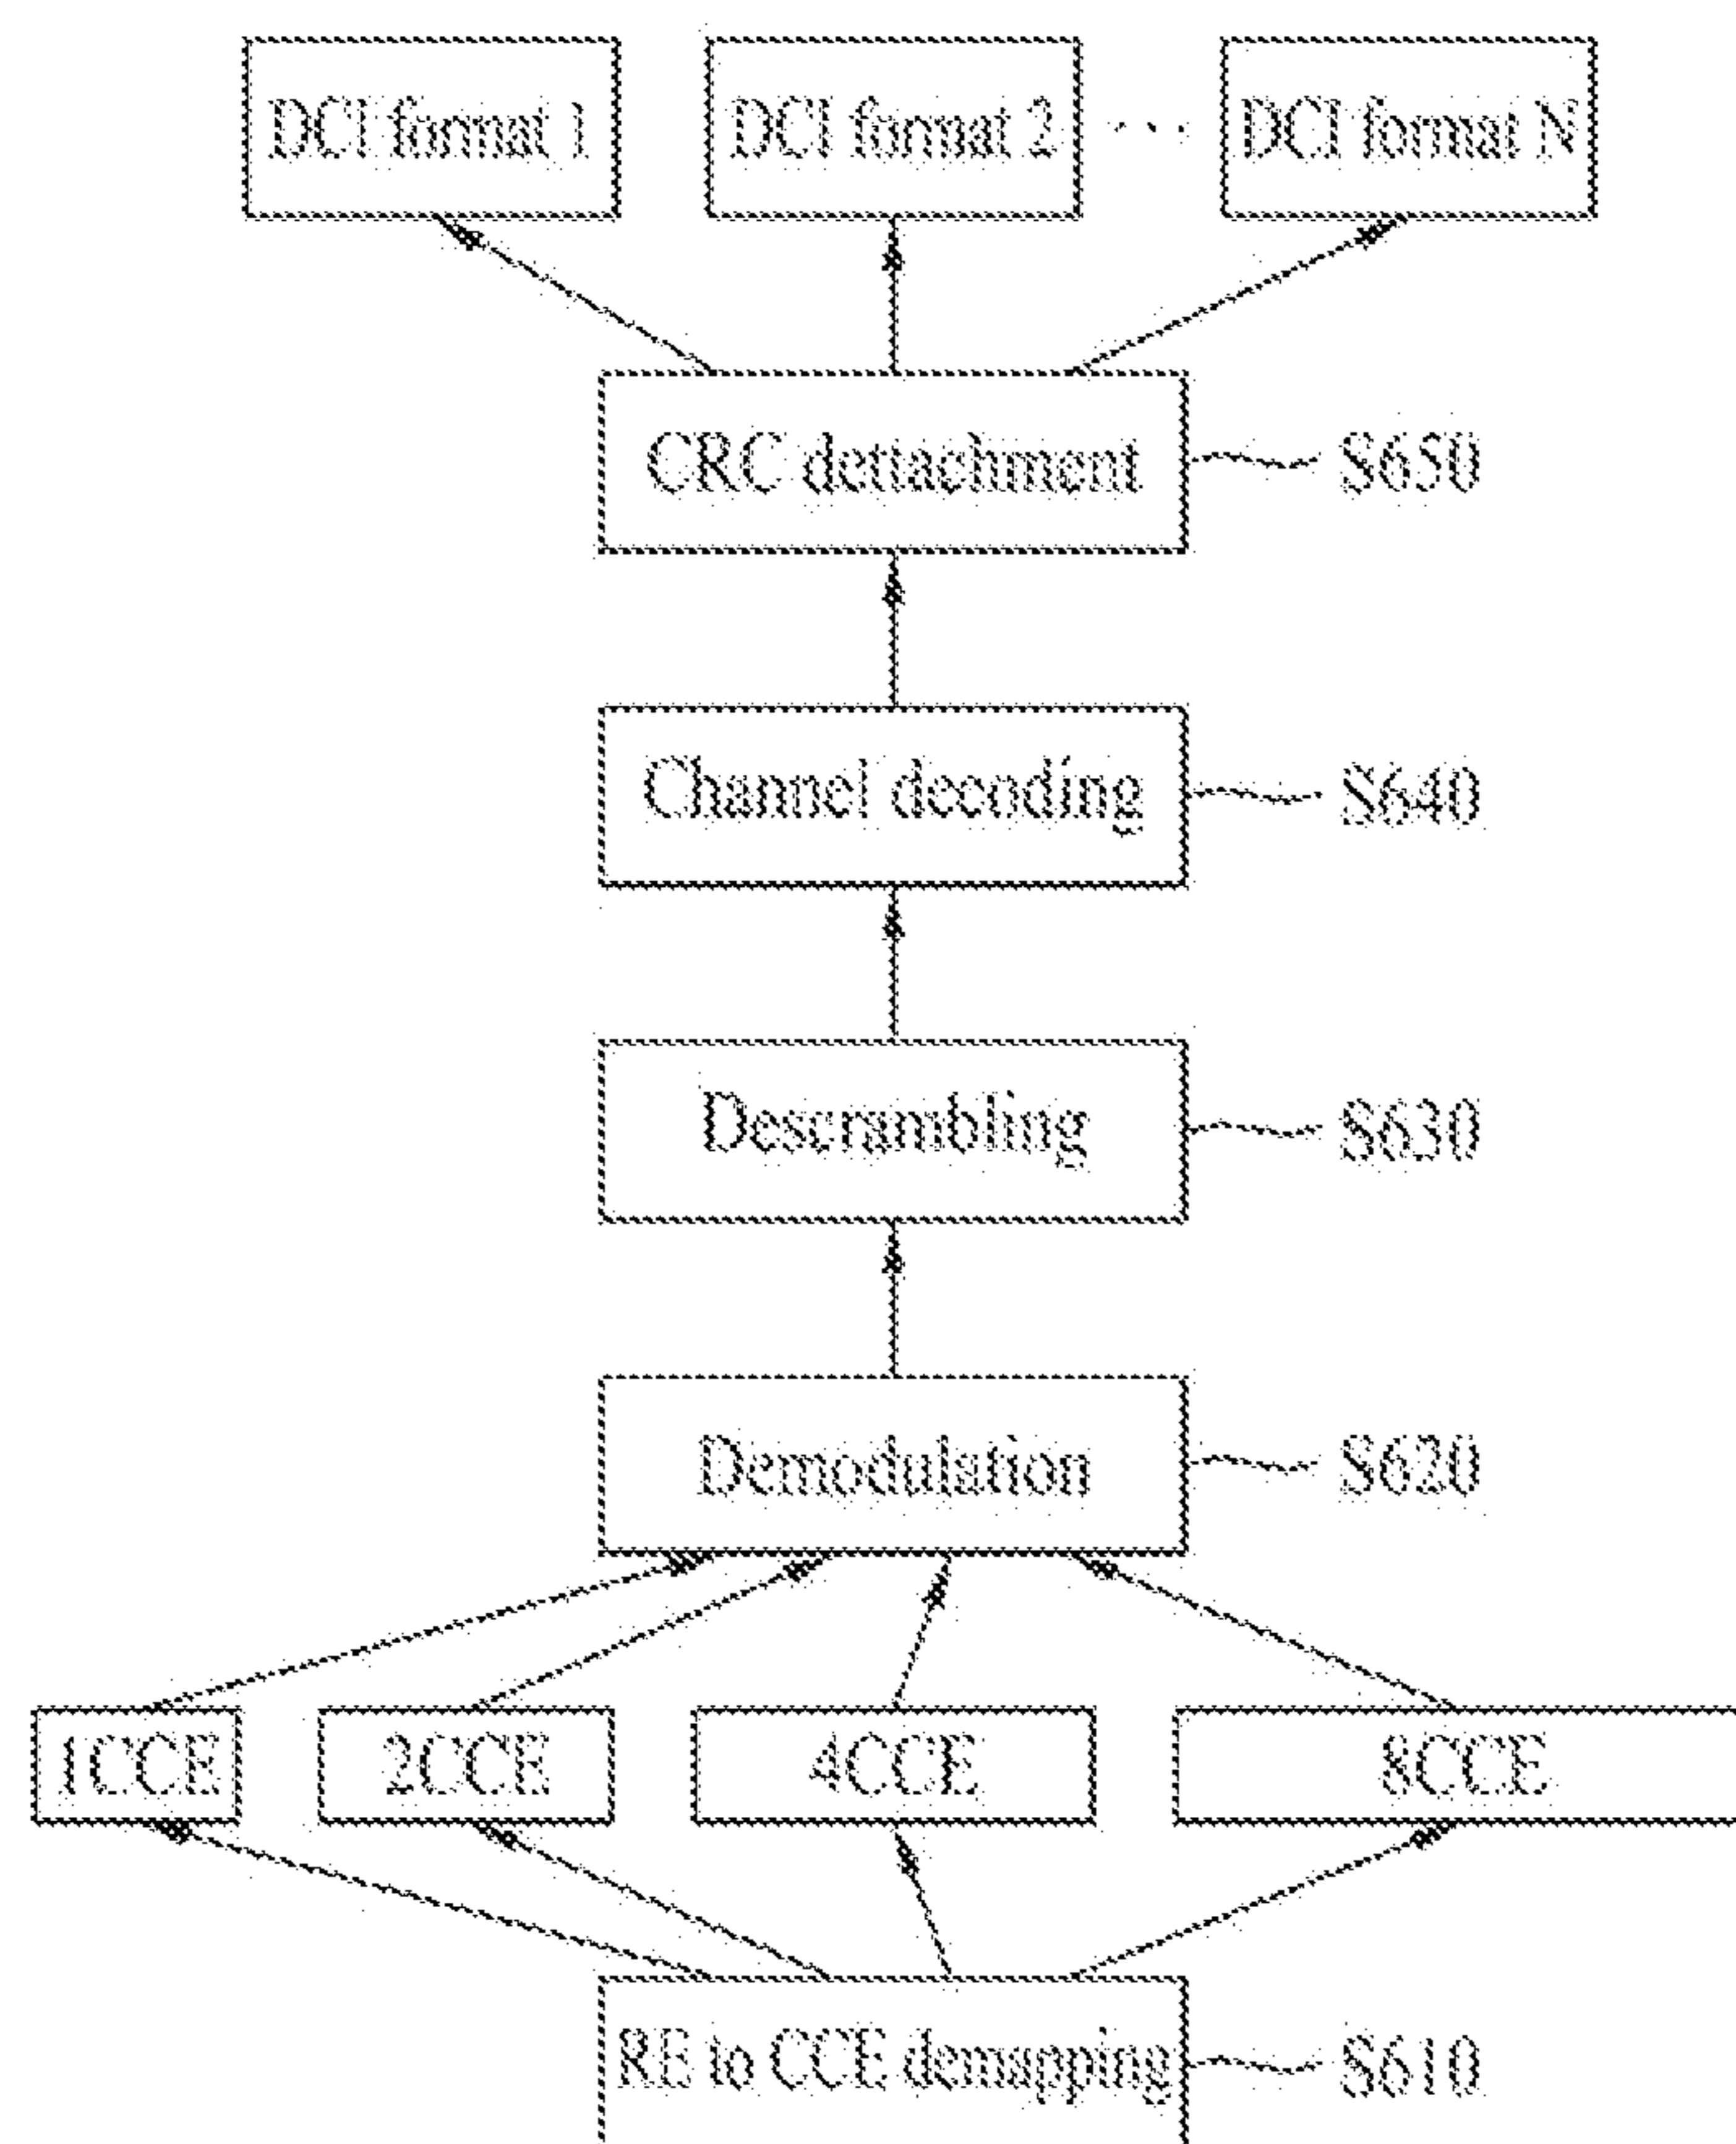 DCI format 1
DCI format 2
...
DCI format N
CRC dettachment
S650
Channel decoding
S640
Descrambling
S630
Demodulation
S620
1CCE
2CCE
4CCE
8CCE
RE to CCE demapping
S610